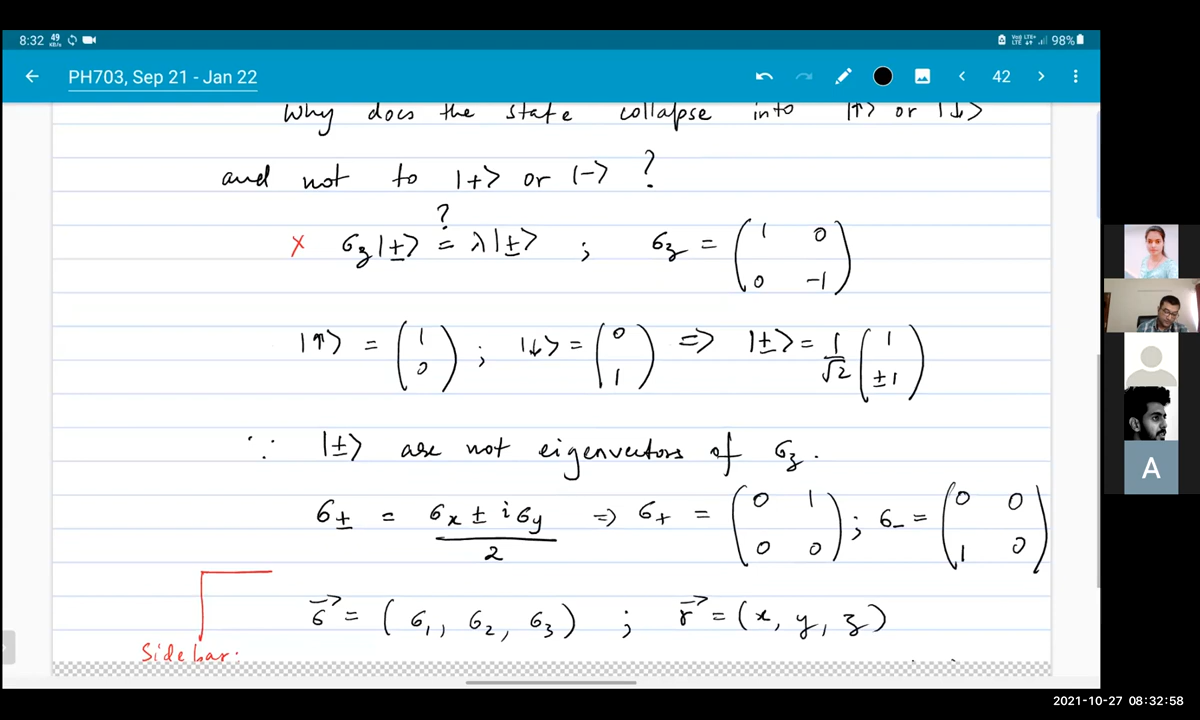 8:32 49 KB/s 98%
PH703, Sep 21 - Jan 22 42
Why does the state collapse into |↑⟩ or |↓⟩
and not to |+⟩ or |−⟩ ?
?
× σz|±⟩ = λ|±⟩ ; σz = (1 0; 0 −1)
|↑⟩ = (1; 0) ; |↓⟩ = (0; 1) => |±⟩ = 1/√2 (1; ±1)
∵ |±⟩ are not eigenvectors of σz.
σ± = (σx ± iσy)/2 => σ+ = (0 1; 0 0) ; σ− = (0 0; 1 0)
σ⃗ = (σ1, σ2, σ3) ; r⃗ = (x, y, z)
Sidebar:
A
2021-10-27 08:32:58